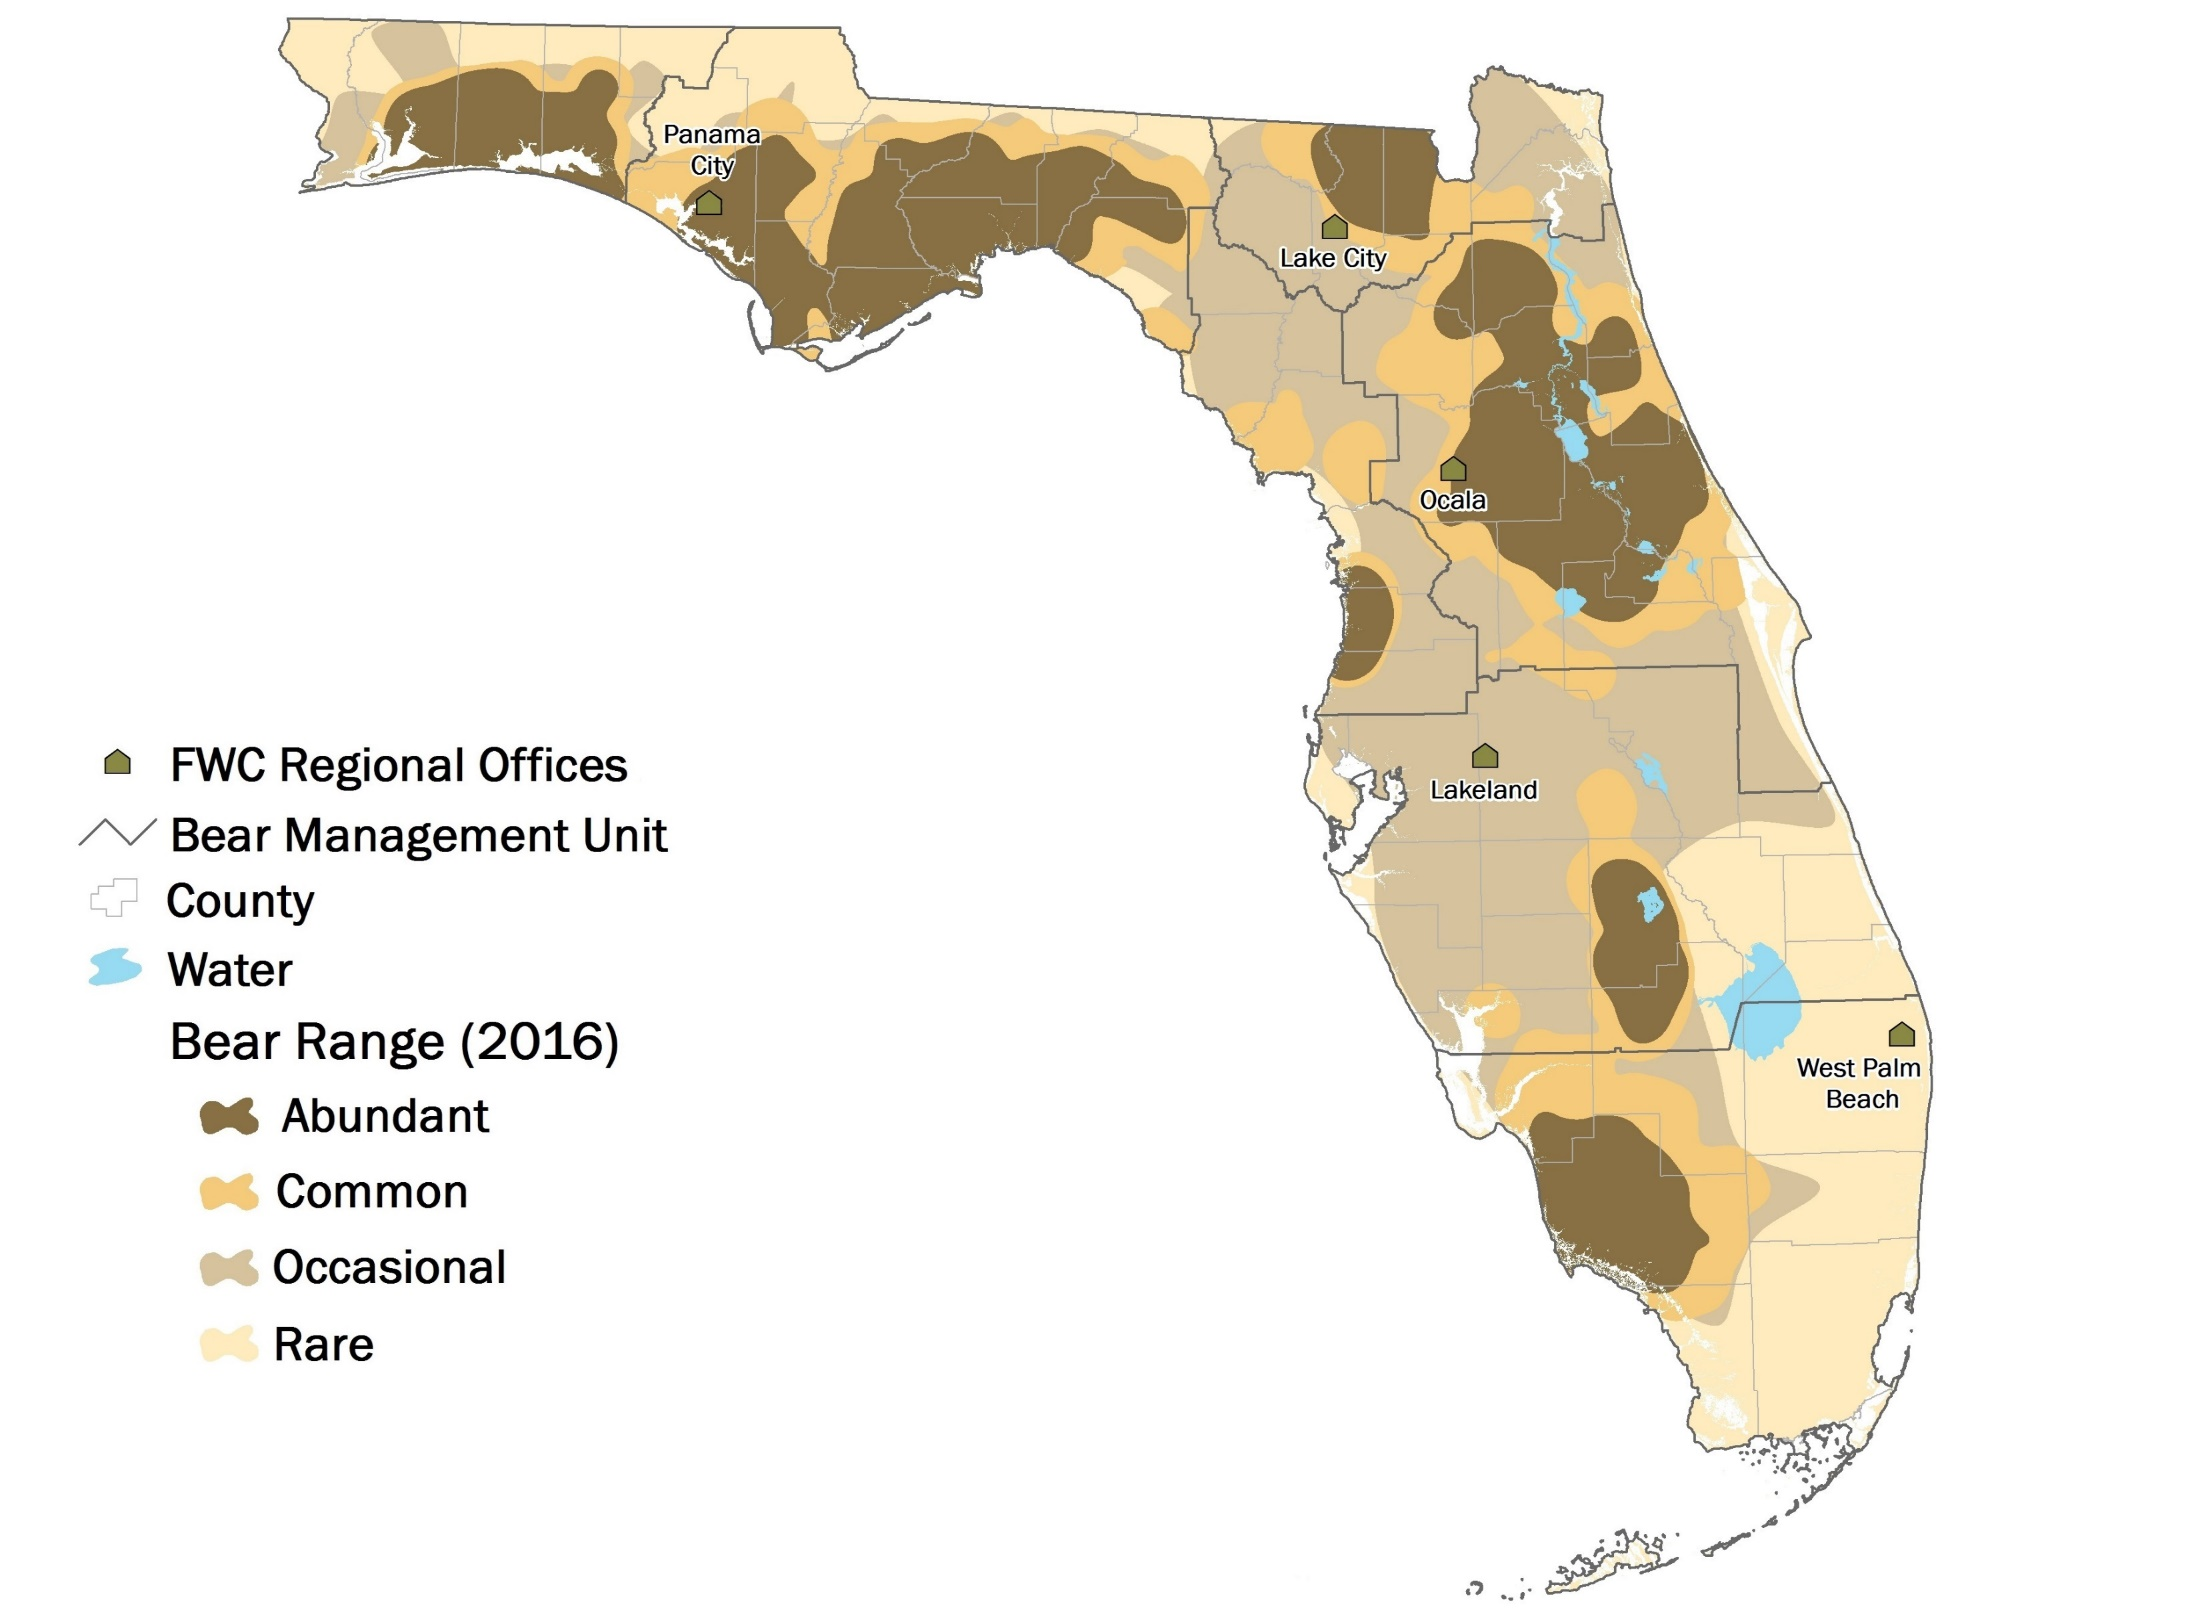 Panama
City
Lake City
Ocala
Lakeland
West Palm
Beach
FWC Regional Offices
Bear Management Unit
County
Water
Bear Range (2016)
Abundant
Common
Occasional
Rare